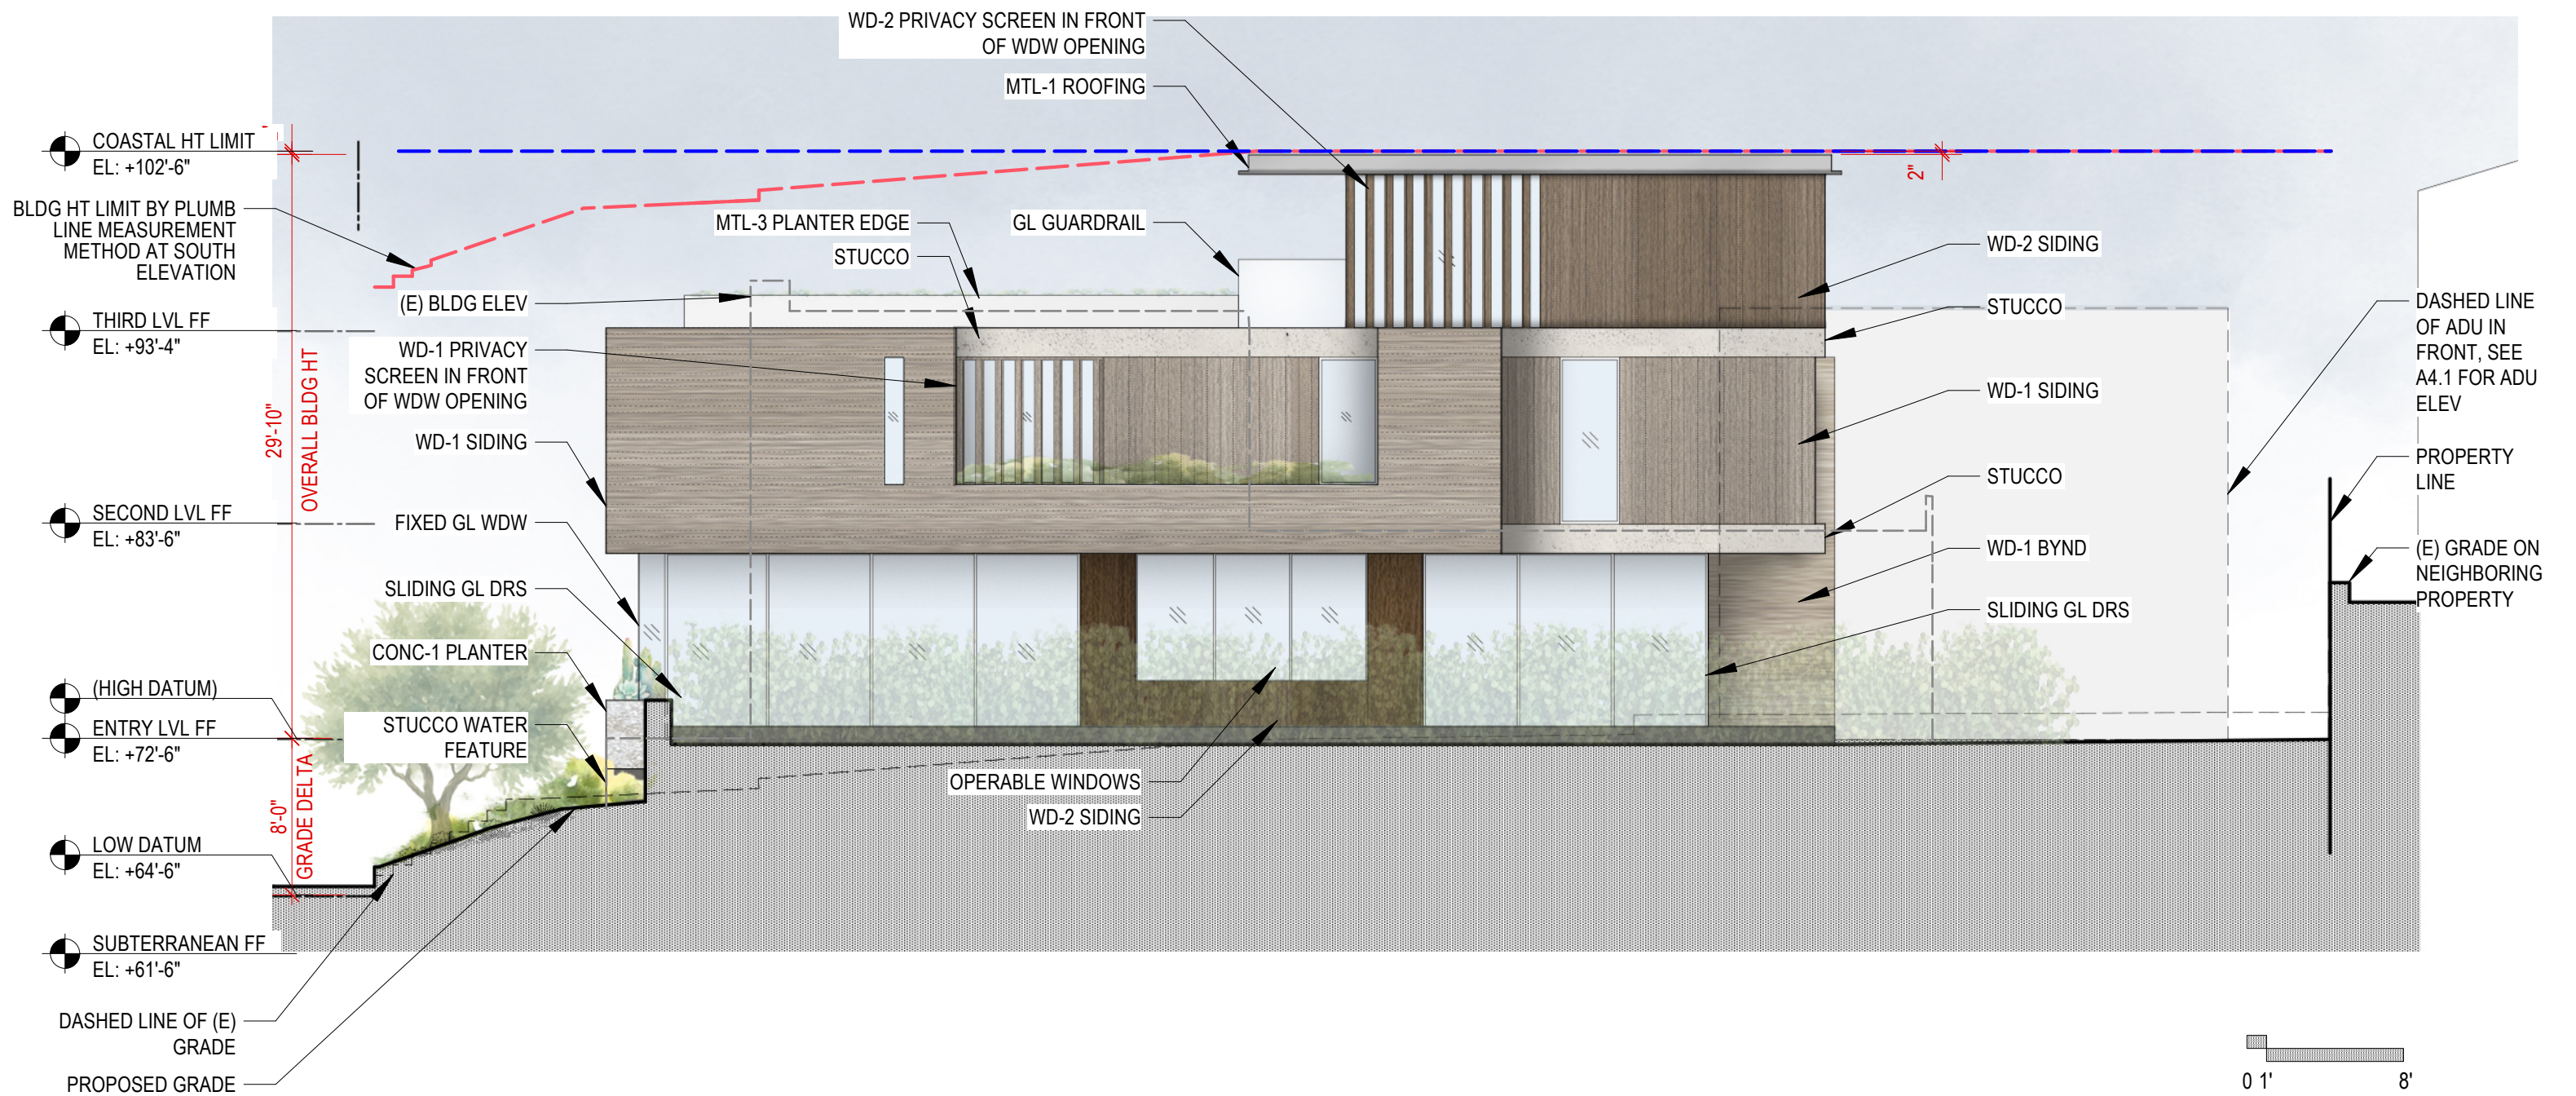 WD-2 PRIVACY SCREEN IN FRONT
OF WDW OPENING
MTL-1 ROOFING
COASTAL HT LIMIT
EL: +102'-6"
BLDG HT LIMIT BY PLUMB
LINE MEASUREMENT
METHOD AT SOUTH
ELEVATION
MTL-3 PLANTER EDGE
GL GUARDRAIL
STUCCO
(E) BLDG ELEV
THIRD LVL FF
EL: +93'-4"
WD-1 PRIVACY
SCREEN IN FRONT
OF WDW OPENING
WD-1 SIDING
29'-10"
OVERALL BLDG HT
SECOND LVL FF
EL: +83'-6"
FIXED GL WDW
SLIDING GL DRS
CONC-1 PLANTER
(HIGH DATUM)
ENTRY LVL FF
EL: +72'-6"
STUCCO WATER
FEATURE
8'-0"
GRADE DELTA
LOW DATUM
EL: +64'-6"
SUBTERRANEAN FF
EL: +61'-6"
DASHED LINE OF (E)
GRADE
PROPOSED GRADE
OPERABLE WINDOWS
WD-2 SIDING
2"
WD-2 SIDING
STUCCO
WD-1 SIDING
STUCCO
WD-1 BYND
SLIDING GL DRS
DASHED LINE
OF ADU IN
FRONT, SEE
A4.1 FOR ADU
ELEV
PROPERTY
LINE
(E) GRADE ON
NEIGHBORING
PROPERTY
0 1' 8'